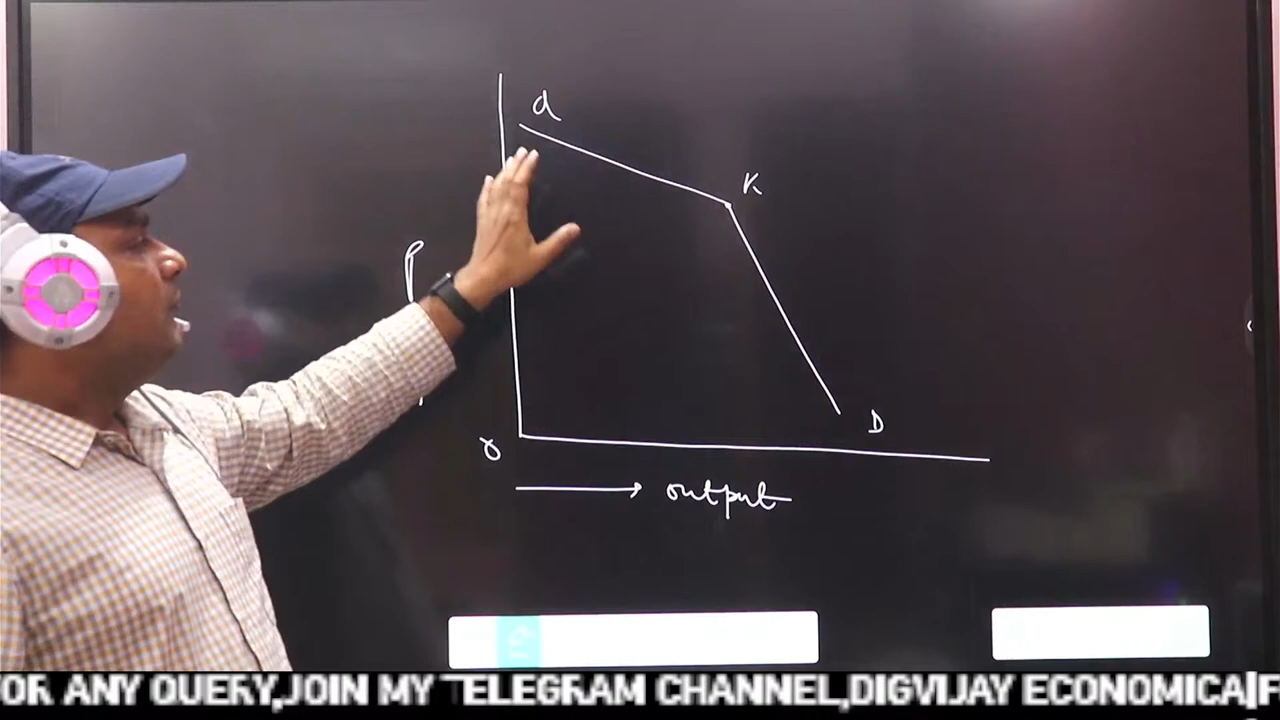 d
K
P
D
o
output
OR ANY QUERY,JOIN MY TELEGRAM CHANNEL,DIGVIJAY ECONOMICA|F